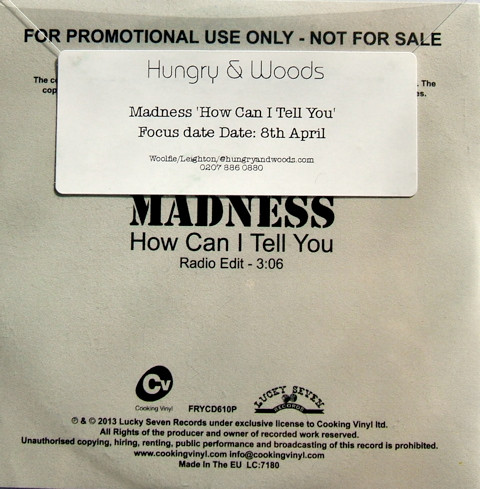 FOR PROMOTIONAL USE ONLY - NOT FOR SALE
The
The
cop
es.
Hungry & Woods
Madness 'How Can I Tell You'
Focus date Date: 8th April
Woolfie/Leighton/@hungryandwoods.com
0207 886 0880
MADNESS
How Can I Tell You
Radio Edit - 3:06
Cv
Cooking Vinyl
FRYCD610P
LUCKY SEVEN
RECORDS
℗ & © 2013 Lucky Seven Records under exclusive license to Cooking Vinyl ltd.
All Rights of the producer and owner of recorded work reserved.
Unauthorised copying, hiring, renting, public performance and broadcasting of this record is prohibited.
www.cookingvinyl.com info@cookingvinyl.com
Made In The EU LC:7180